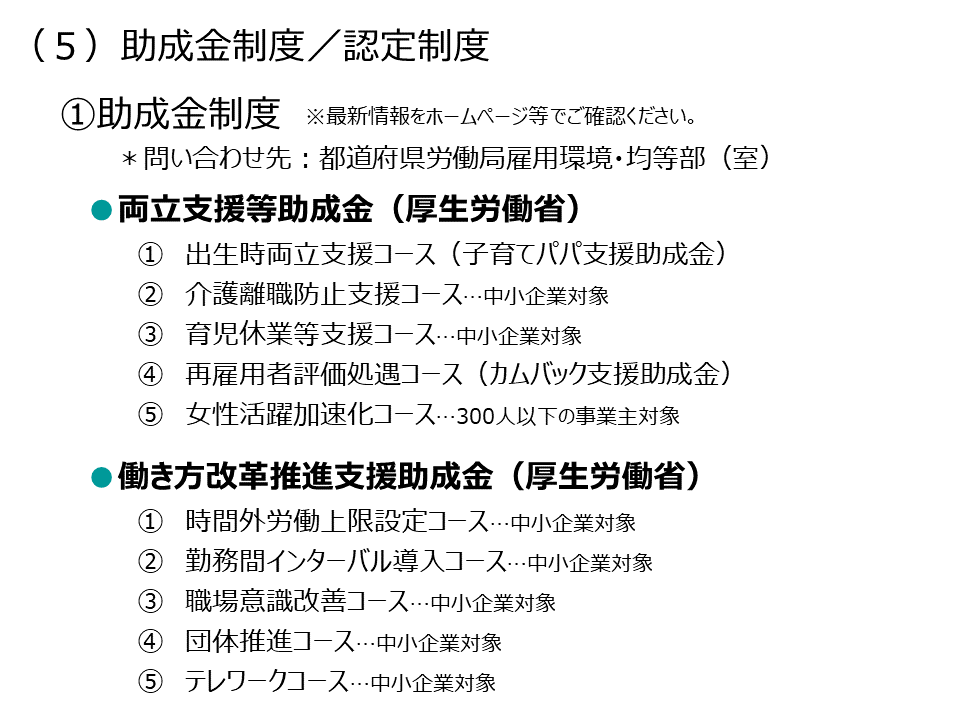 （５）助成金制度／認定制度
①助成金制度 ※最新情報をホームページ等でご確認ください。
＊問い合わせ先：都道府県労働局雇用環境・均等部（室）
●両立支援等助成金（厚生労働省）
① 出生時両立支援コース（子育てパパ支援助成金）
② 介護離職防止支援コース…中小企業対象
③ 育児休業等支援コース…中小企業対象
④ 再雇用者評価処遇コース（カムバック支援助成金）
⑤ 女性活躍加速化コース…300人以下の事業主対象
●働き方改革推進支援助成金（厚生労働省）
① 時間外労働上限設定コース…中小企業対象
② 勤務間インターバル導入コース…中小企業対象
③ 職場意識改善コース…中小企業対象
④ 団体推進コース…中小企業対象
⑤ テレワークコース…中小企業対象